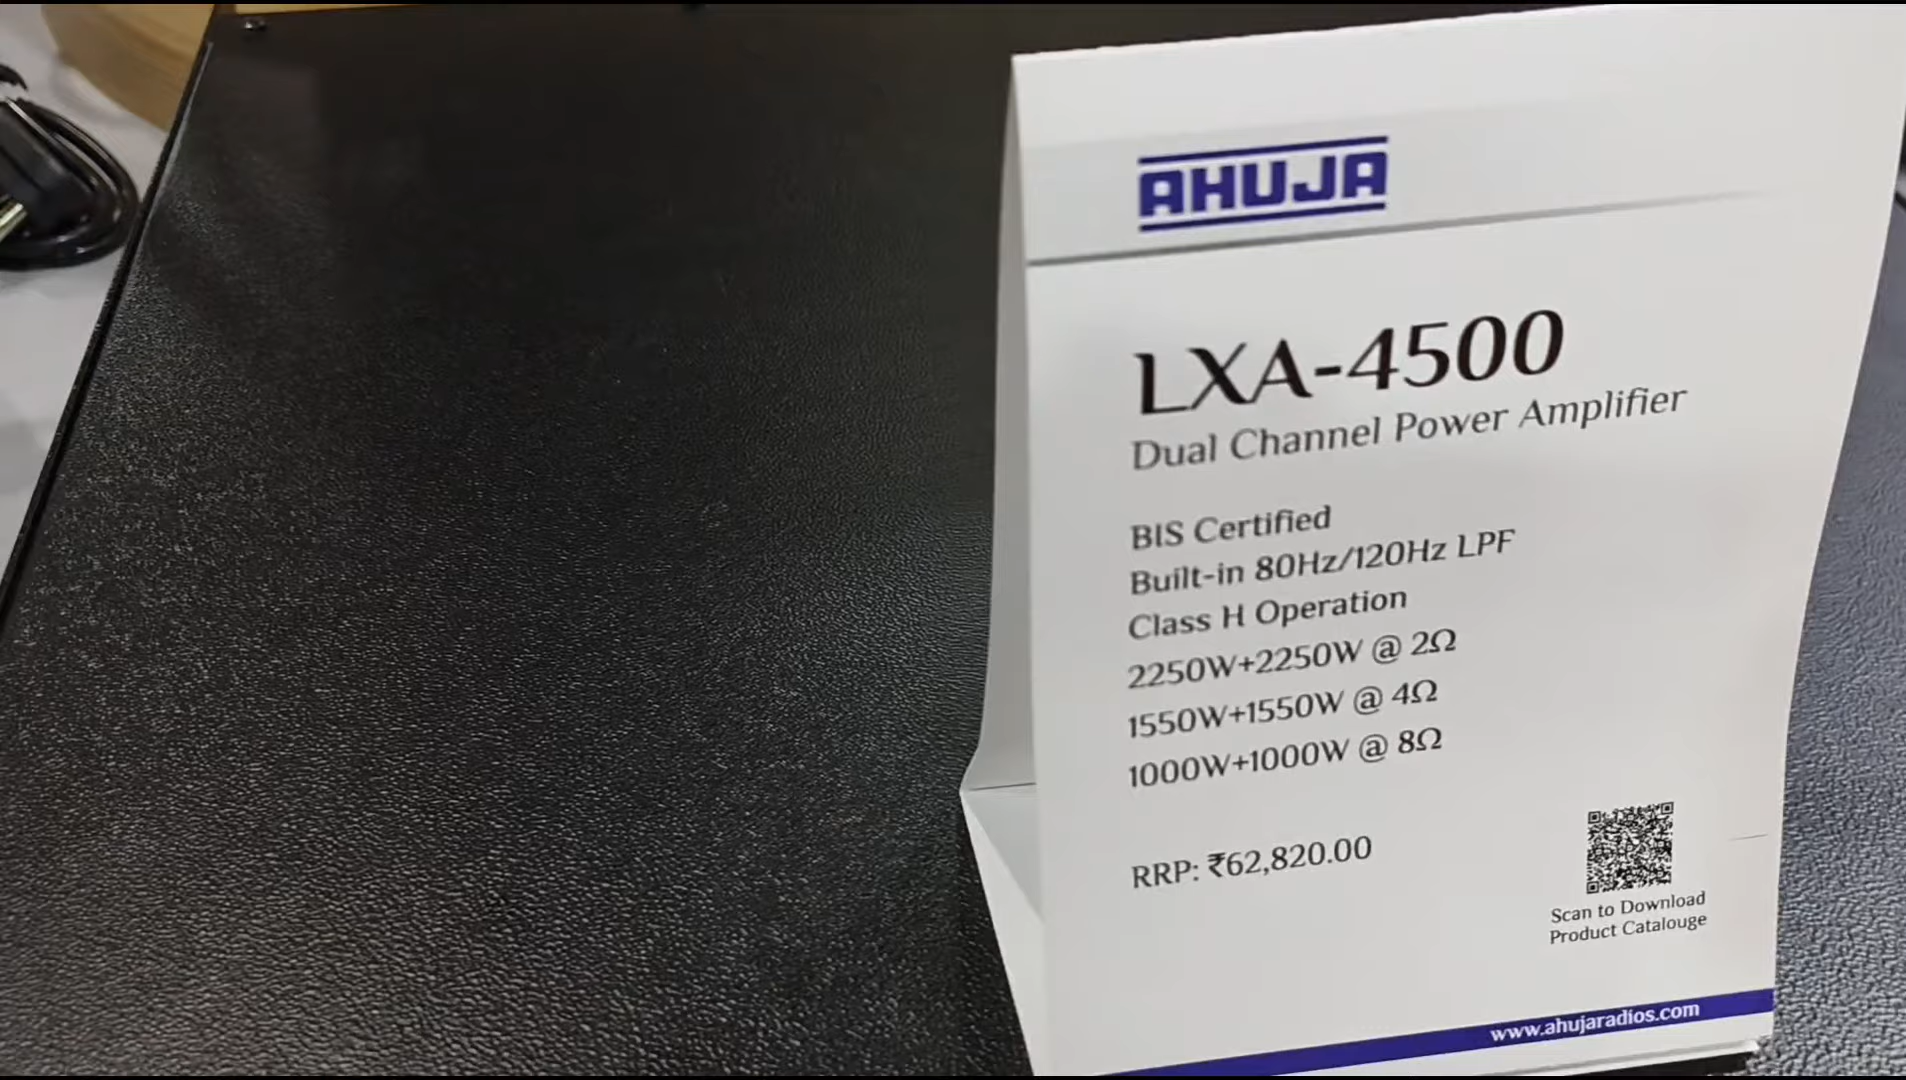 AHUJA
LXA-4500
Dual Channel Power Amplifier
BIS Certified
Built-in 80Hz/120Hz LPF
Class H Operation
2250W+2250W @ 2Ω
1550W+1550W @ 4Ω
1000W+1000W @ 8Ω
RRP: ₹62,820.00
Scan to Download
Product Catalouge
www.ahujaradios.com